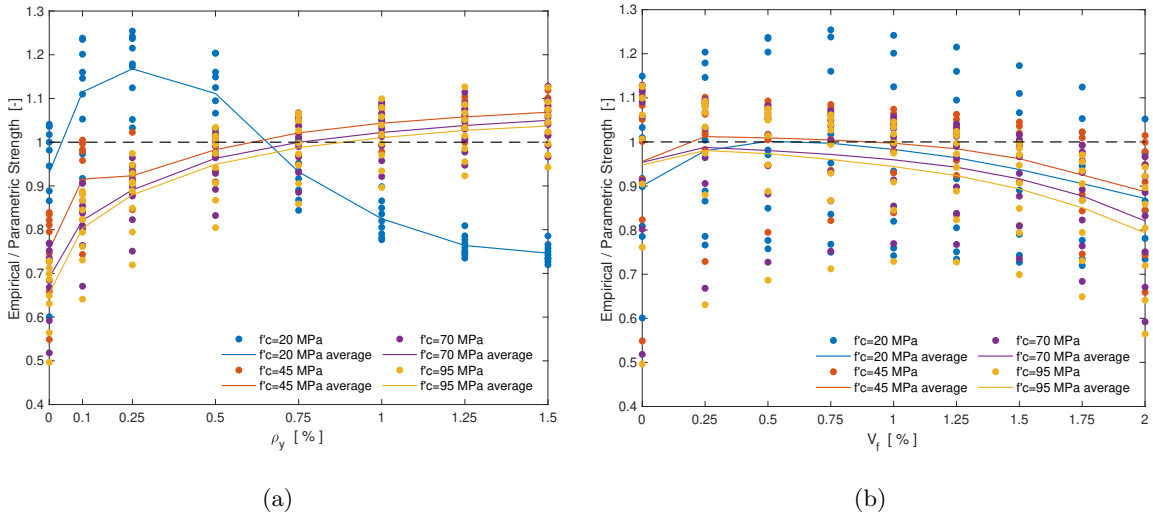 1.3
1.2
1.1
1
0.9
0.8
0.7
0.6
0.5
0.4
Empirical / Parametric Strength [-]
f'c=20 MPa
f'c=20 MPa average
f'c=45 MPa
f'c=45 MPa average
f'c=70 MPa
f'c=70 MPa average
f'c=95 MPa
f'c=95 MPa average
0 0.1 0.25 0.5 0.75 1 1.25 1.5
ρy [ % ]
(a)
1.3
1.2
1.1
1
0.9
0.8
0.7
0.6
0.5
0.4
Empirical / Parametric Strength [-]
f'c=20 MPa
f'c=20 MPa average
f'c=45 MPa
f'c=45 MPa average
f'c=70 MPa
f'c=70 MPa average
f'c=95 MPa
f'c=95 MPa average
0 0.25 0.5 0.75 1 1.25 1.5 1.75 2
Vf [ % ]
(b)